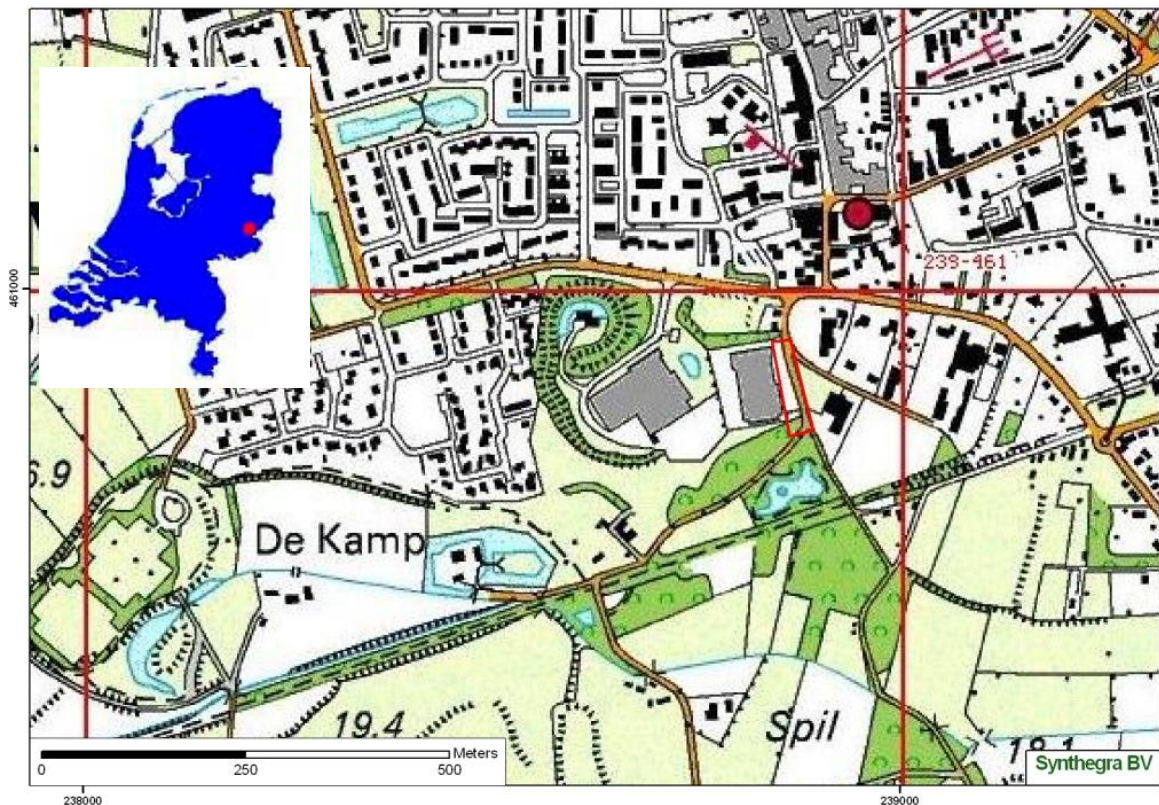 239-461
461000
6.9
De Kamp
19.4
Spil
18.1
Meters
0
250
500
Synthegra BV
238000
239000